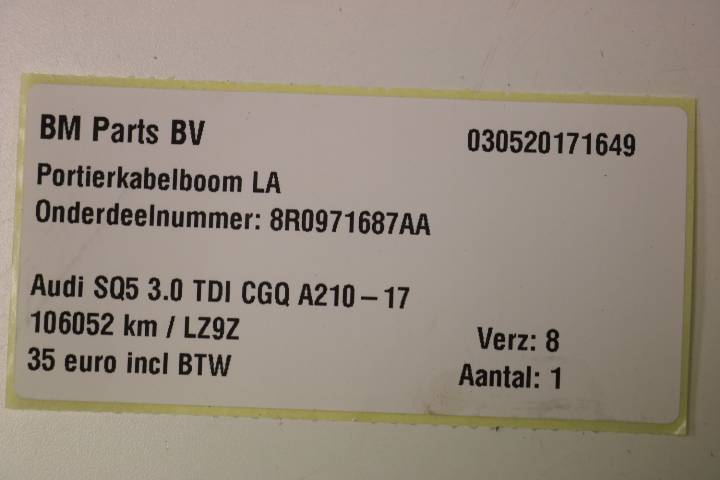 BM Parts BV 030520171649
Portierkabelboom LA
Onderdeelnummer: 8R0971687AA
Audi SQ5 3.0 TDI CGQ A210-17
106052 km / LZ9Z Verz: 8
35 euro incl BTW Aantal: 1